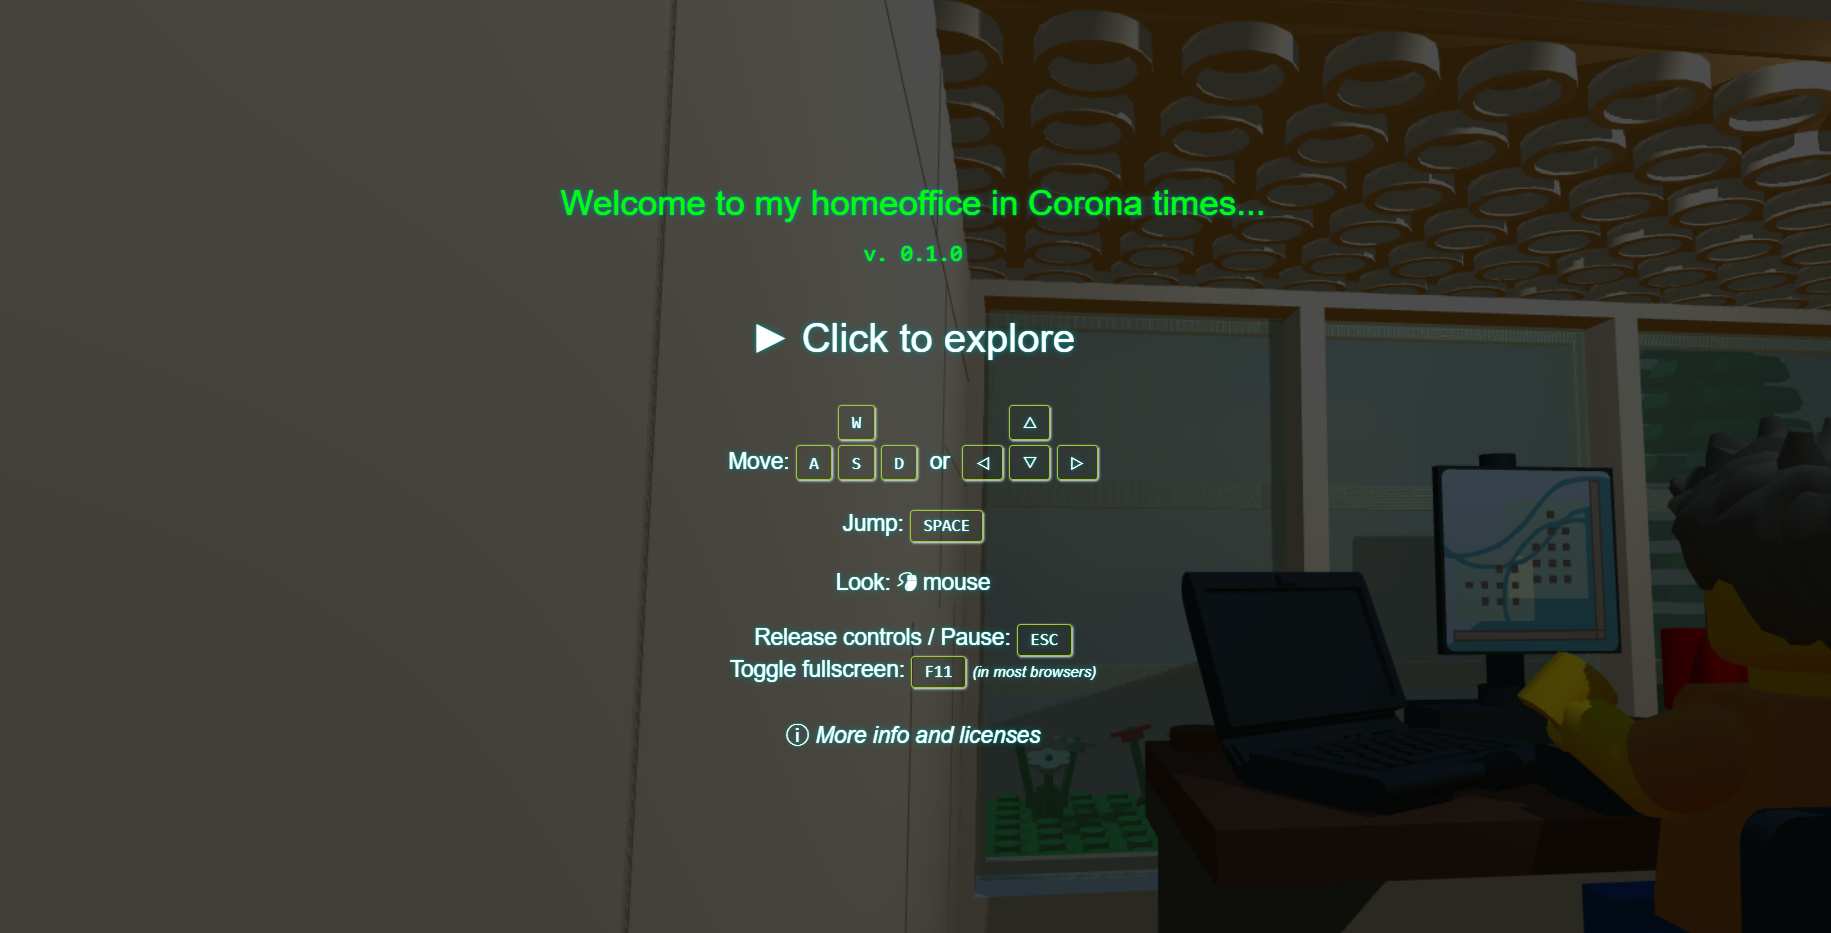 Welcome to my homeoffice in Corona times...
v. 0.1.0
► Click to explore
W △
Move: A S D or ◁ ▽ ▷
Jump: SPACE
Look: mouse
Release controls / Pause: ESC
Toggle fullscreen: F11 (in most browsers)
ⓘ More info and licenses